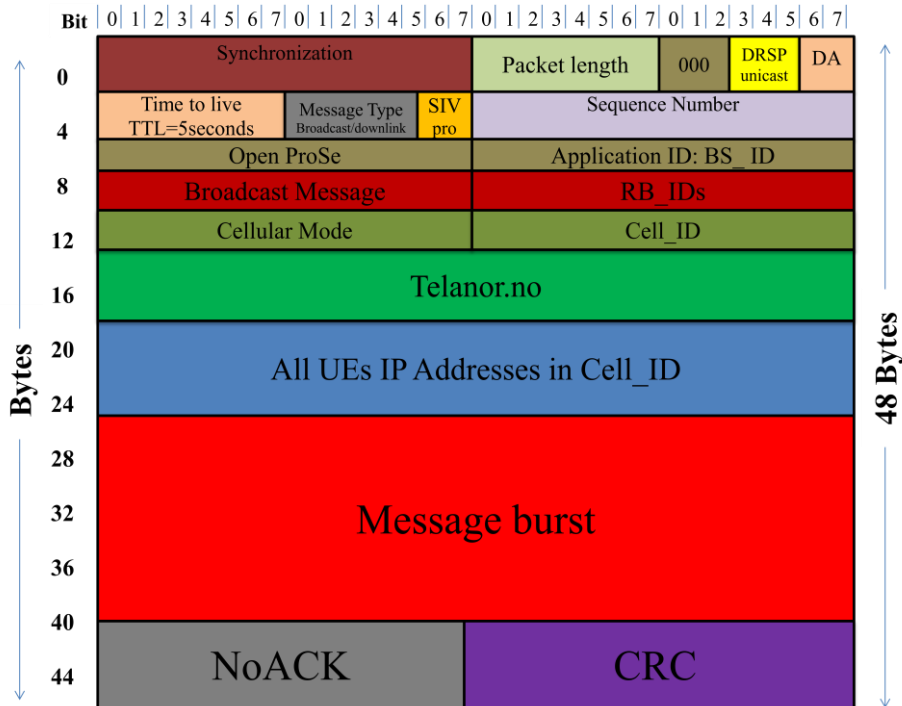 Bit 0 1 2 3 4 5 6 7 0 1 2 3 4 5 6 7 0 1 2 3 4 5 6 7 0 1 2 3 4 5 6 7
0
Synchronization
Packet length
000
DRSP
unicast
DA
4
Time to live
TTL=5seconds
Message Type
Broadcast/downlink
SIV
pro
Sequence Number
Open ProSe
Application ID: BS_ID
8
Broadcast Message
RB_IDs
12
Cellular Mode
Cell_ID
16
Telanor.no
20
24
All UEs IP Addresses in Cell_ID
28
32
36
Message burst
40
44
NoACK
CRC
Bytes
48 Bytes